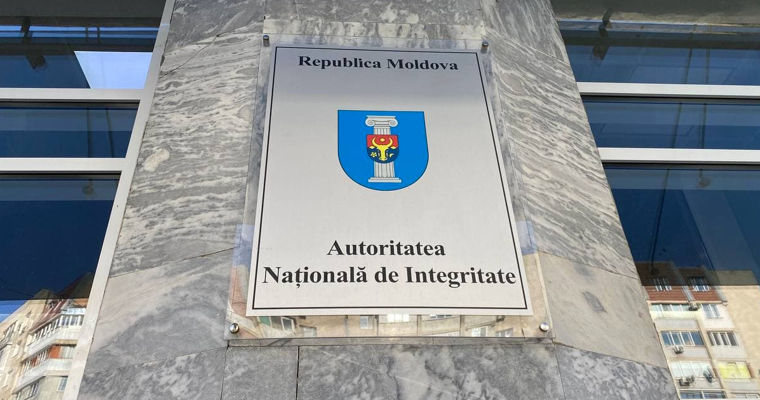 Republica Moldova
Autoritatea
Națională de Integritate